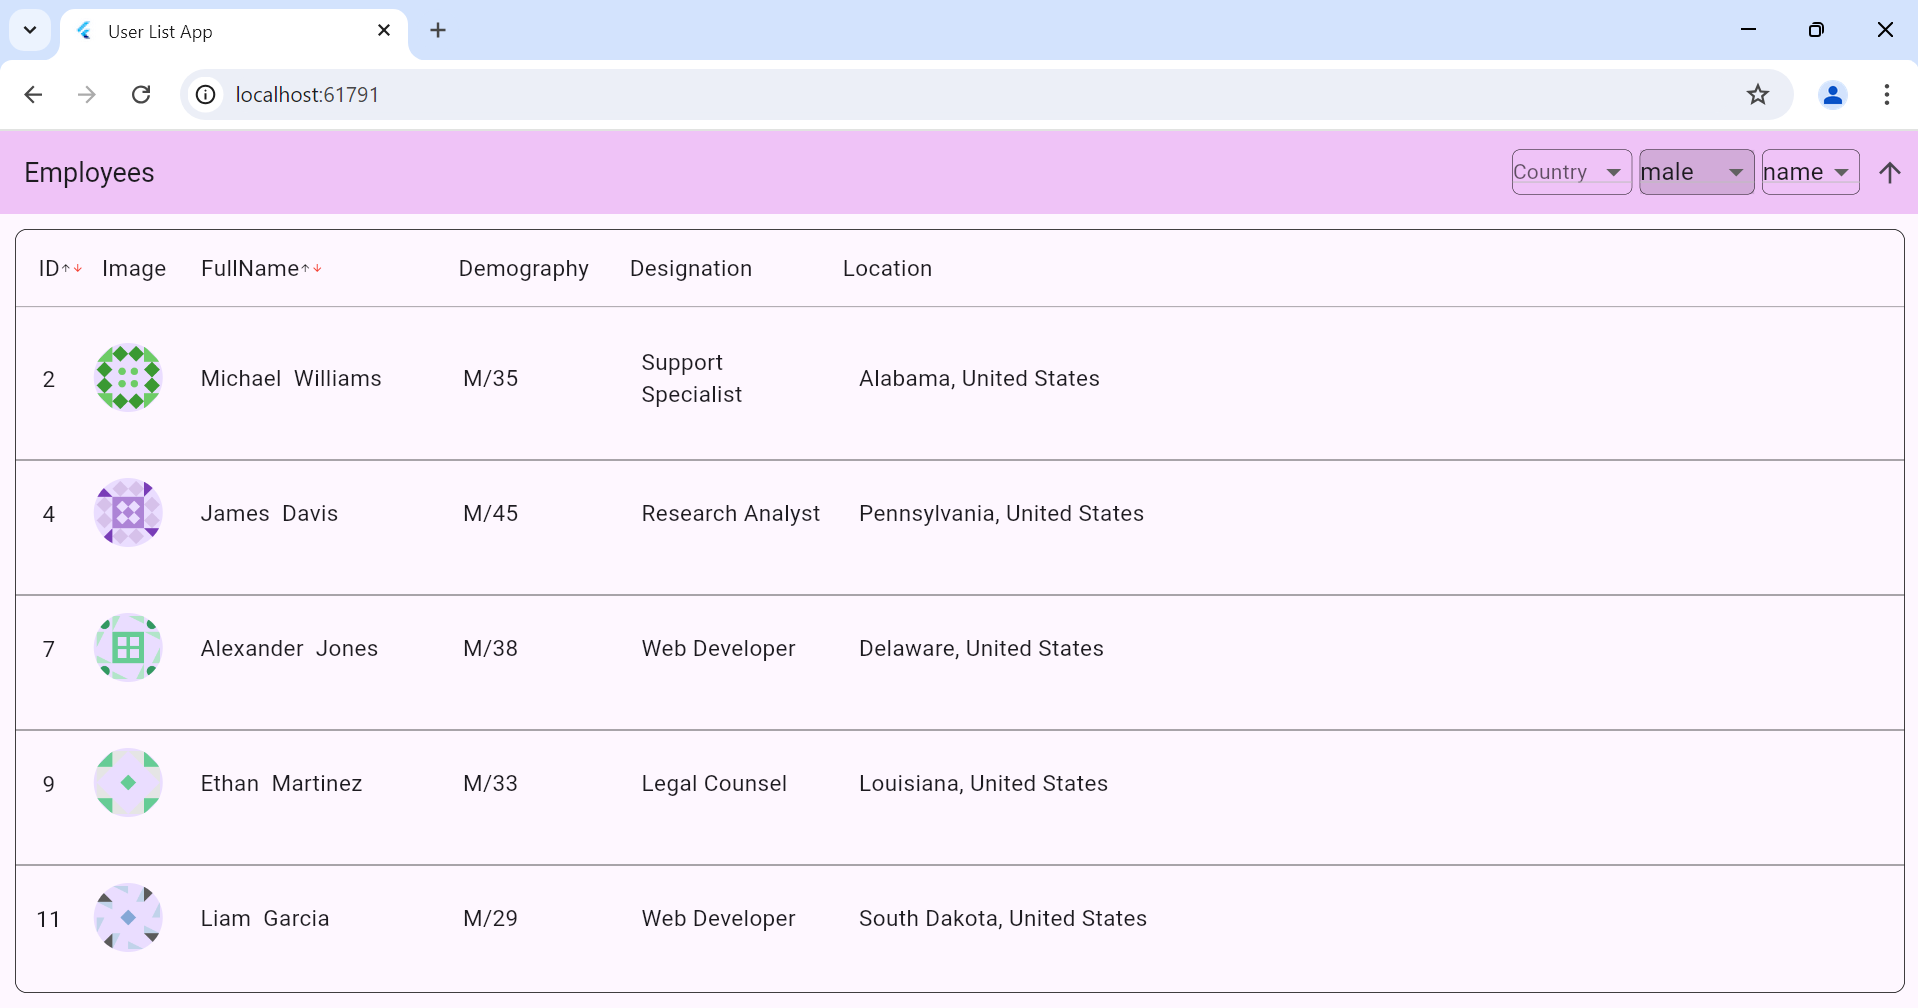 User List App
localhost:61791
Employees Country male name
ID↑↓ Image FullName↑↓ Demography Designation Location
2 Michael Williams M/35 Support Specialist Alabama, United States
4 James Davis M/45 Research Analyst Pennsylvania, United States
7 Alexander Jones M/38 Web Developer Delaware, United States
9 Ethan Martinez M/33 Legal Counsel Louisiana, United States
11 Liam Garcia M/29 Web Developer South Dakota, United States